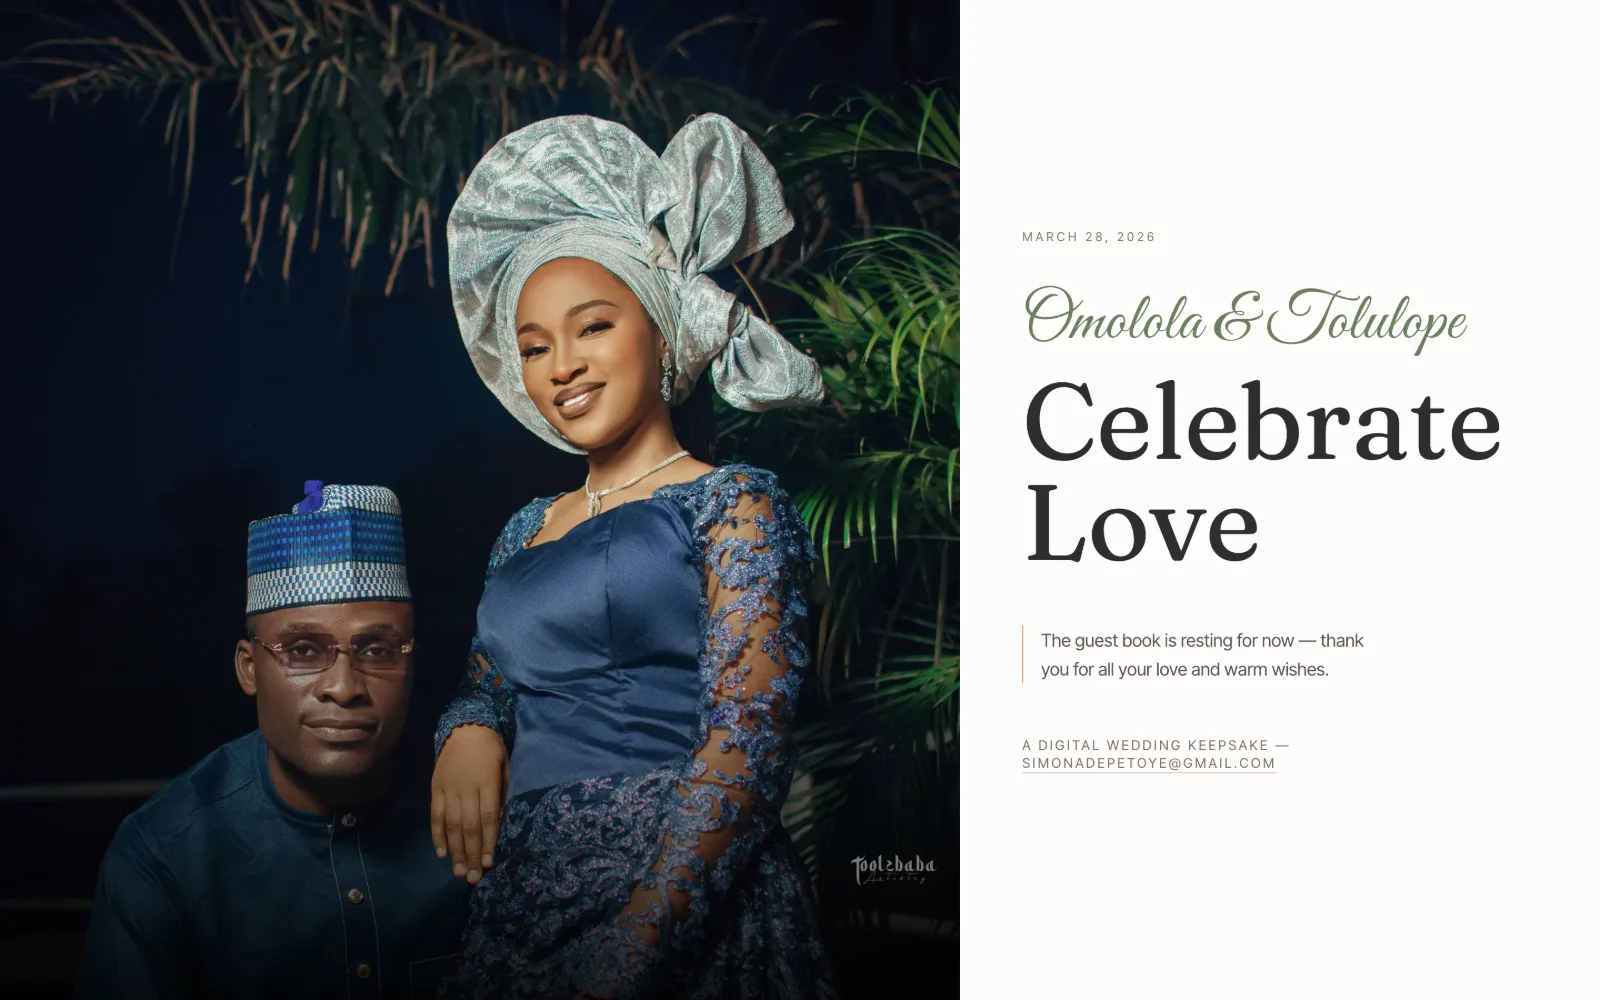 MARCH 28, 2026
Omolola & Tolulope
Celebrate
Love
The guest book is resting for now — thank
you for all your love and warm wishes.
A DIGITAL WEDDING KEEPSAKE —
SIMONADEPETOYE@GMAIL.COM
Toolzbaba
Artistry